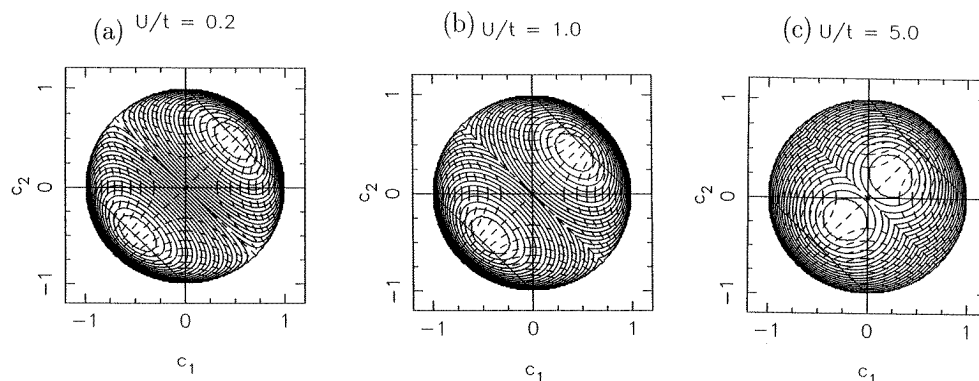 (a) U/t = 0.2
(b) U/t = 1.0
(c) U/t = 5.0
1
0
−1
c₂
−1 0 1
c₁
1
0
−1
c₂
−1 0 1
c₁
1
0
−1
c₂
−1 0 1
c₁